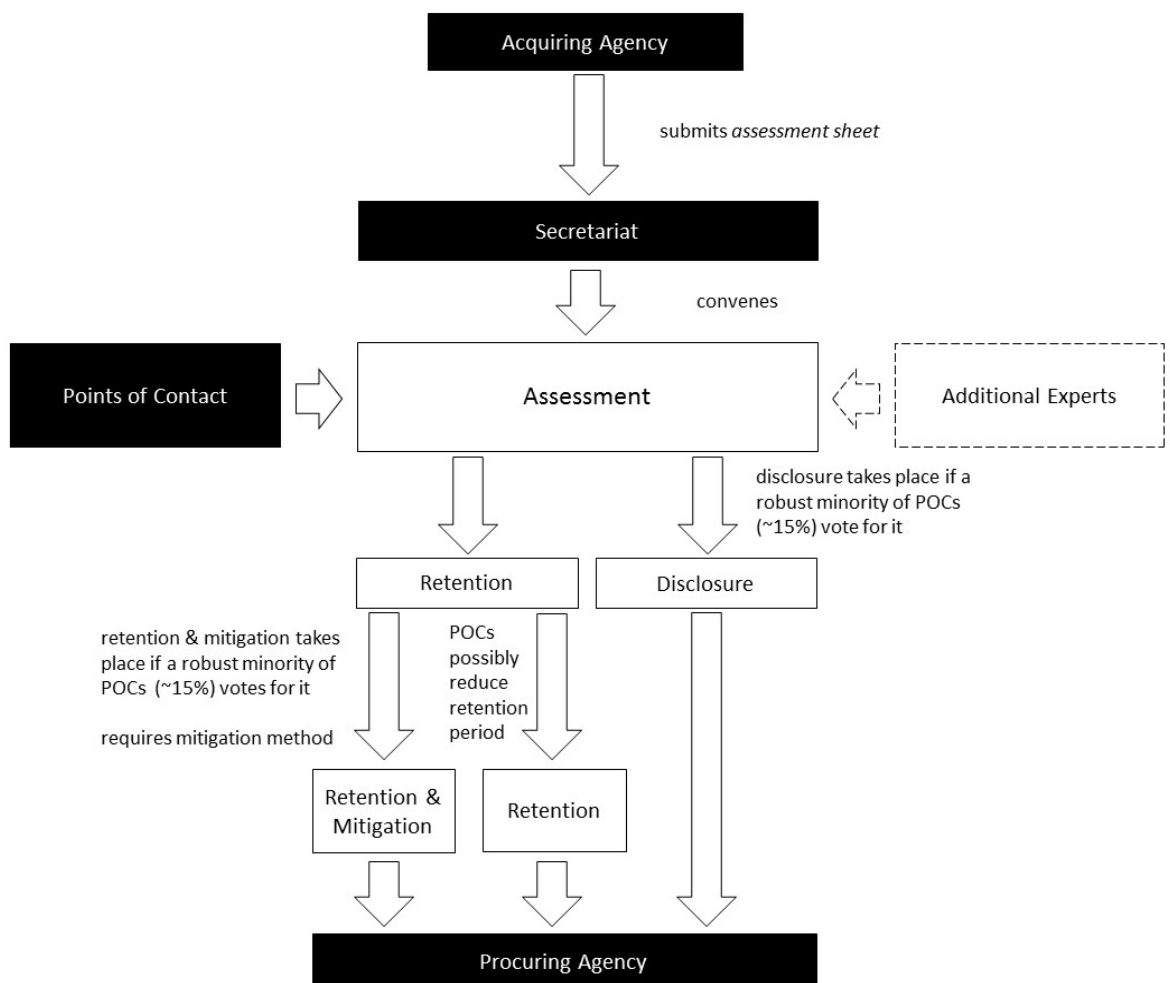 Acquiring Agency
submits assessment sheet
Secretariat
convenes
Points of Contact
Assessment
Additional Experts
disclosure takes place if a
robust minority of POCs
(~15%) vote for it
Retention
Disclosure
retention & mitigation takes
place if a robust minority of
POCs (~15%) votes for it
requires mitigation method
POCs
possibly
reduce
retention
period
Retention &
Mitigation
Retention
Procuring Agency